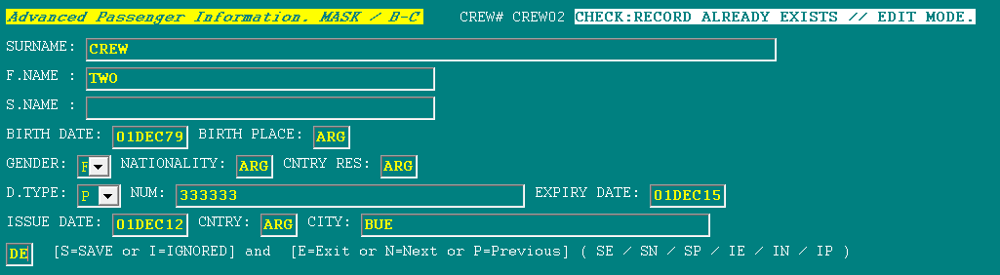 Advanced Passenger Information. MASK / B-C CREW# CREW02 CHECK:RECORD ALREADY EXISTS // EDIT MODE.
SURNAME: CREW
F.NAME : TWO
S.NAME :
BIRTH DATE: 01DEC79 BIRTH PLACE: ARG
GENDER: F NATIONALITY: ARG CNTRY RES: ARG
D.TYPE: P NUM: 333333 EXPIRY DATE: 01DEC15
ISSUE DATE: 01DEC12 CNTRY: ARG CITY: BUE
DE [S=SAVE or I=IGNORED] and [E=Exit or N=Next or P=Previous] ( SE / SN / SP / IE / IN / IP )